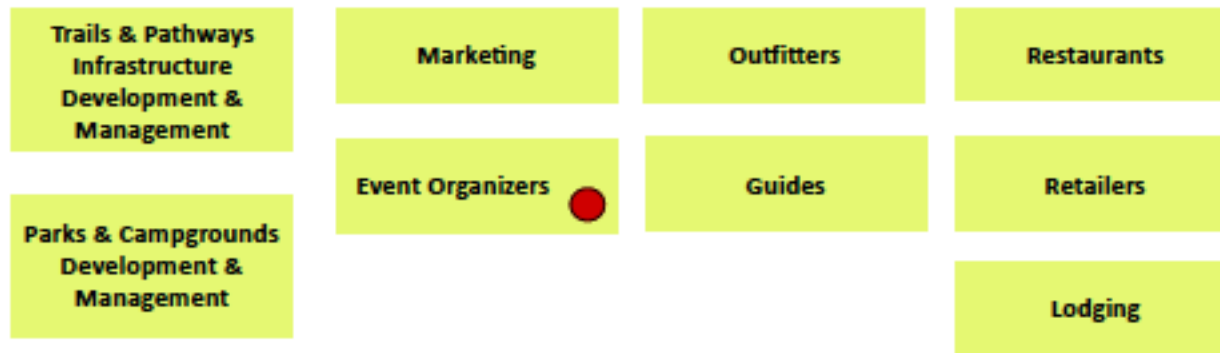 Trails & Pathways
Infrastructure
Development &
Management
Parks & Campgrounds
Development &
Management
Marketing
Event Organizers
Outfitters
Guides
Restaurants
Retailers
Lodging